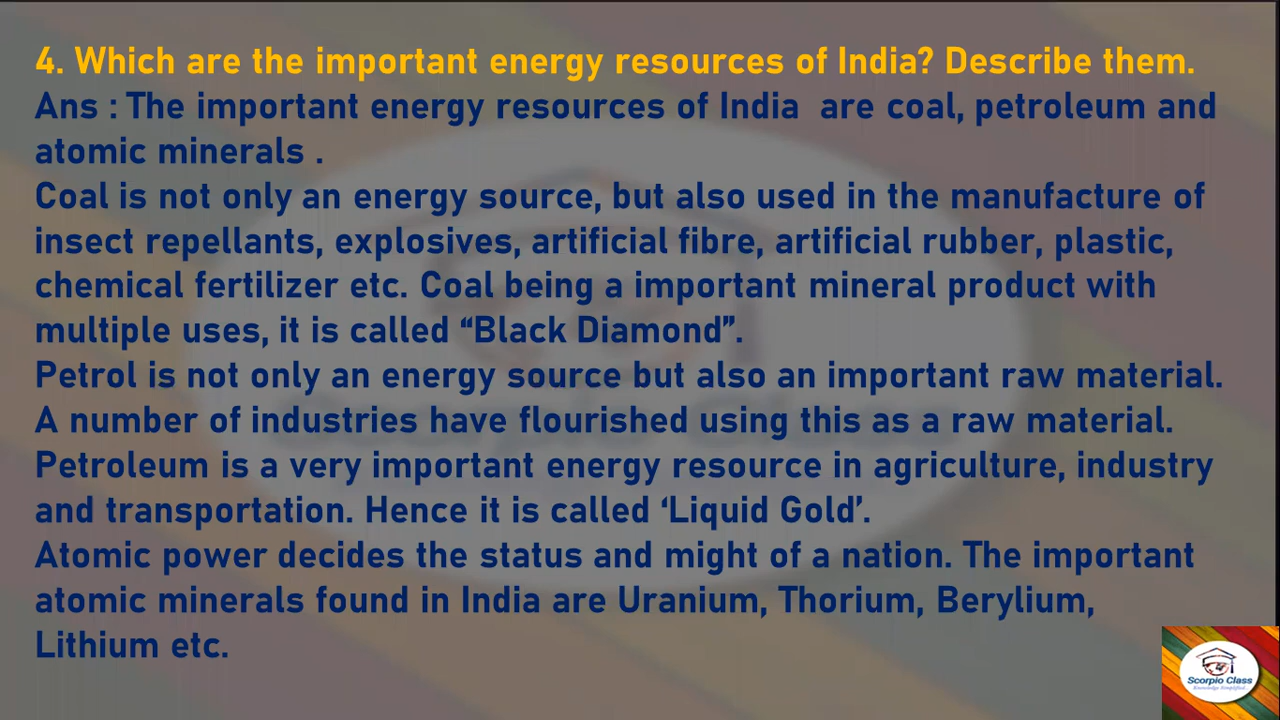 4. Which are the important energy resources of India? Describe them.
Ans : The important energy resources of India  are coal, petroleum and
atomic minerals .
Coal is not only an energy source, but also used in the manufacture of
insect repellants, explosives, artificial fibre, artificial rubber, plastic,
chemical fertilizer etc. Coal being a important mineral product with
multiple uses, it is called “Black Diamond”.
Petrol is not only an energy source but also an important raw material.
A number of industries have flourished using this as a raw material.
Petroleum is a very important energy resource in agriculture, industry
and transportation. Hence it is called ‘Liquid Gold’.
Atomic power decides the status and might of a nation. The important
atomic minerals found in India are Uranium, Thorium, Berylium,
Lithium etc.
Scorpio Class
Knowledge Simplified...